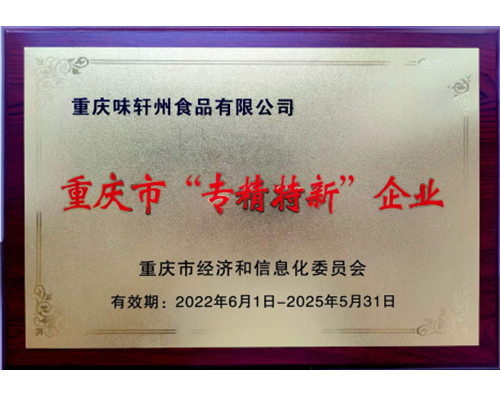 重庆味轩州食品有限公司
重庆市“专精特新”企业
重庆市经济和信息化委员会
有效期：2022年6月1日-2025年5月31日